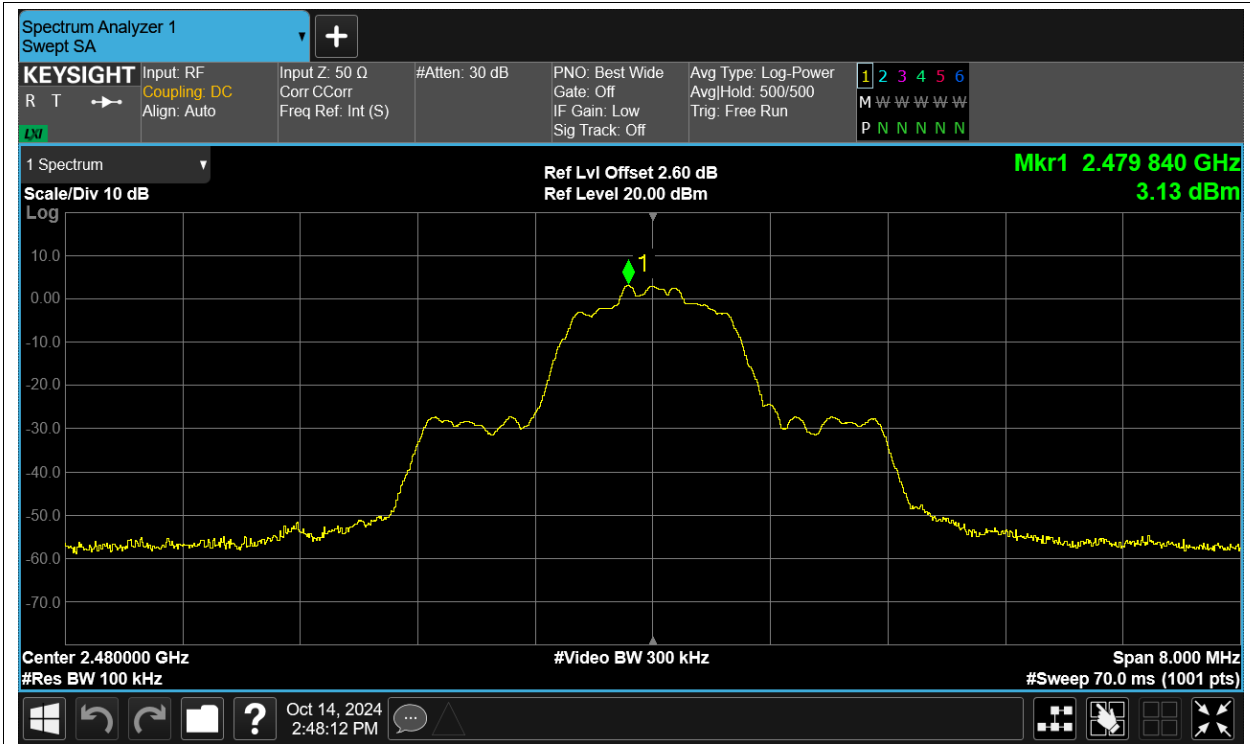 Spectrum Analyzer 1
Swept SA
KEYSIGHT
R T
LXI
Input: RF
Coupling: DC
Align: Auto
Input Z: 50 Ω
Corr CCorr
Freq Ref: Int (S)
#Atten: 30 dB
PNO: Best Wide
Gate: Off
IF Gain: Low
Sig Track: Off
Avg Type: Log-Power
Avg|Hold: 500/500
Trig: Free Run
1 2 3 4 5 6
M W W W W W
P N N N N N
1 Spectrum
Scale/Div 10 dB
Log
Ref Lvl Offset 2.60 dB
Ref Level 20.00 dBm
Mkr1 2.479 840 GHz
3.13 dBm
1
10.0
0.00
-10.0
-20.0
-30.0
-40.0
-50.0
-60.0
-70.0
Center 2.480000 GHz
#Res BW 100 kHz
#Video BW 300 kHz
Span 8.000 MHz
#Sweep 70.0 ms (1001 pts)
?
Oct 14, 2024
2:48:12 PM